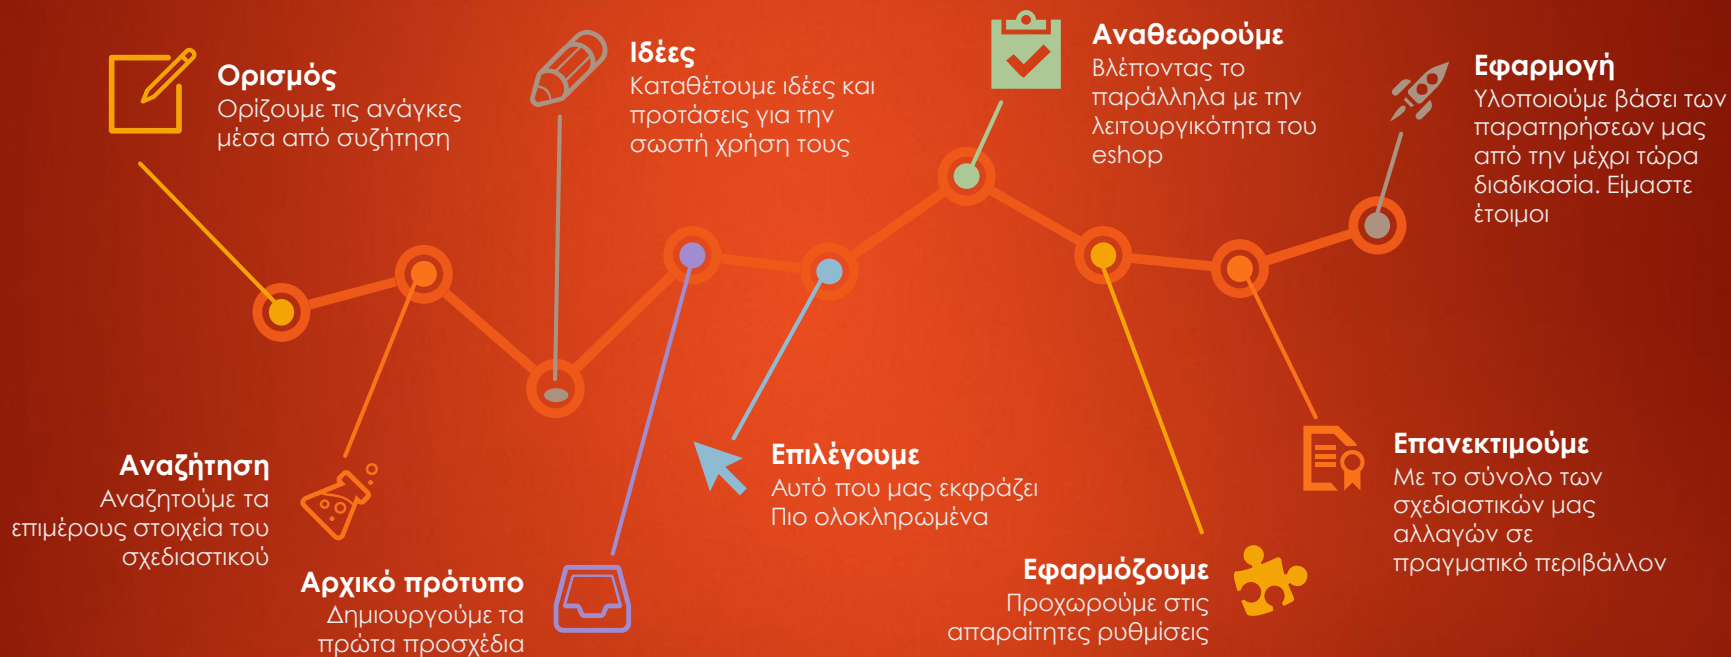 Ορισμός
Ορίζουμε τις ανάγκες
μέσα από συζήτηση
Αναζήτηση
Αναζητούμε τα
επιμέρους στοιχεία του
σχεδιαστικού
Ιδέες
Καταθέτουμε ιδέες και
προτάσεις για την
σωστή χρήση τους
Αρχικό πρότυπο
Δημιουργούμε τα
πρώτα προσχέδια
Επιλέγουμε
Αυτό που μας εκφράζει
Πιο ολοκληρωμένα
Αναθεωρούμε
Βλέποντας το
παράλληλα με την
λειτουργικότητα του
eshop
Εφαρμόζουμε
Προχωρούμε στις
απαραίτητες ρυθμίσεις
Επανεκτιμούμε
Με το σύνολο των
σχεδιαστικών μας
αλλαγών σε
πραγματικό περιβάλλον
Εφαρμογή
Υλοποιούμε βάσει των
παρατηρήσεων μας
από την μέχρι τώρα
διαδικασία. Είμαστε
έτοιμοι